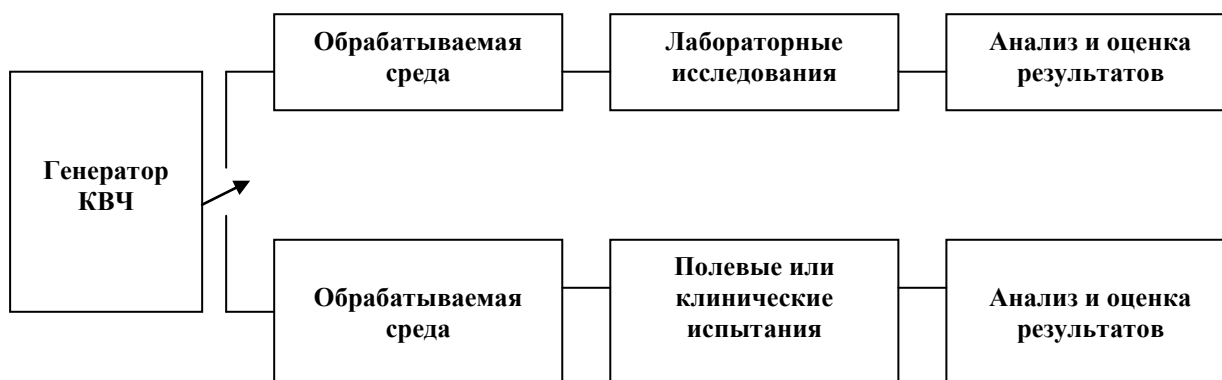 Обрабатываемая
среда
Лабораторные
исследования
Анализ и оценка
результатов
Генератор
КВЧ
Обрабатываемая
среда
Полевые или
клинические
испытания
Анализ и оценка
результатов